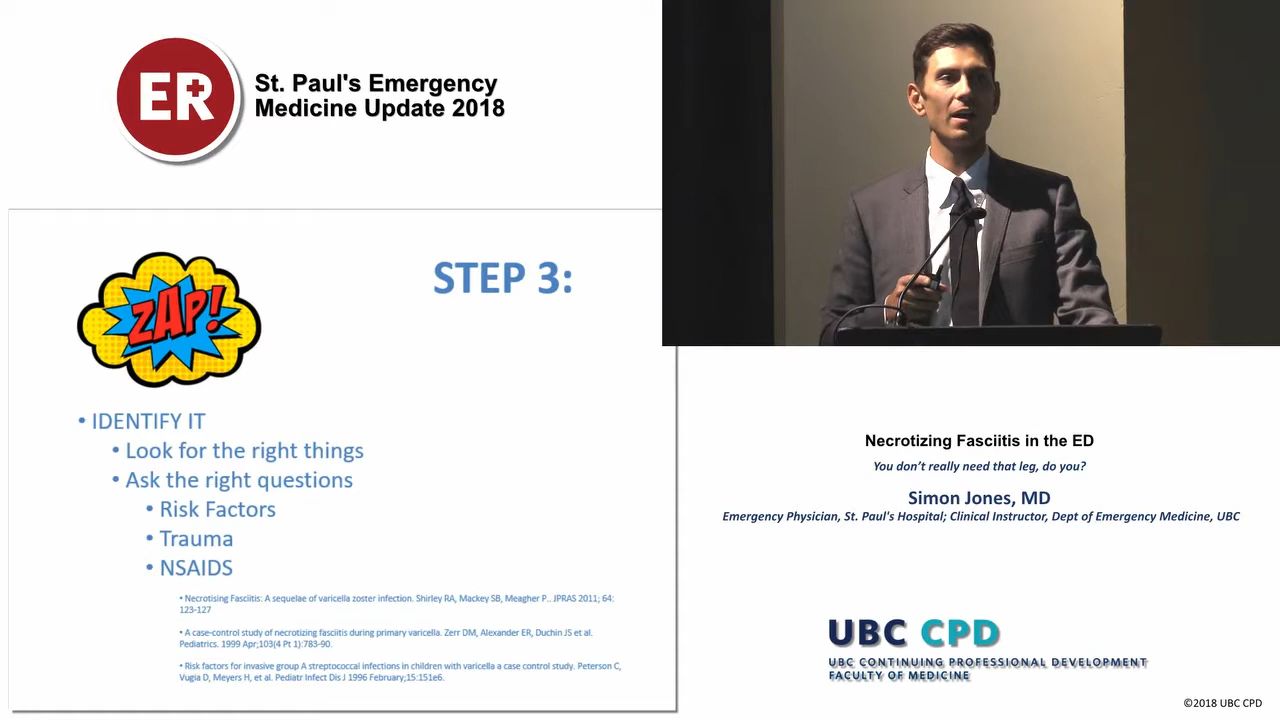 ER
St. Paul's Emergency
Medicine Update 2018
ZAP!
STEP 3:
• IDENTIFY IT
• Look for the right things
• Ask the right questions
• Risk Factors
• Trauma
• NSAIDS
• Necrotising Fasciitis: A sequelae of varicella zoster infection. Shirley RA, Mackey SB, Meagher P.. JPRAS 2011; 64:
123-127
• A case-control study of necrotizing fasciitis during primary varicella. Zerr DM, Alexander ER, Duchin JS et al.
Pediatrics. 1999 Apr;103(4 Pt 1):783-90.
• Risk factors for invasive group A streptococcal infections in children with varicella a case control study. Peterson C,
Vugia D, Meyers H, et al. Pediatr Infect Dis J 1996 February;15:151e6.
Necrotizing Fasciitis in the ED
You don't really need that leg, do you?
Simon Jones, MD
Emergency Physician, St. Paul's Hospital; Clinical Instructor, Dept of Emergency Medicine, UBC
UBC CPD
UBC CONTINUING PROFESSIONAL DEVELOPMENT
FACULTY OF MEDICINE
©2018 UBC CPD